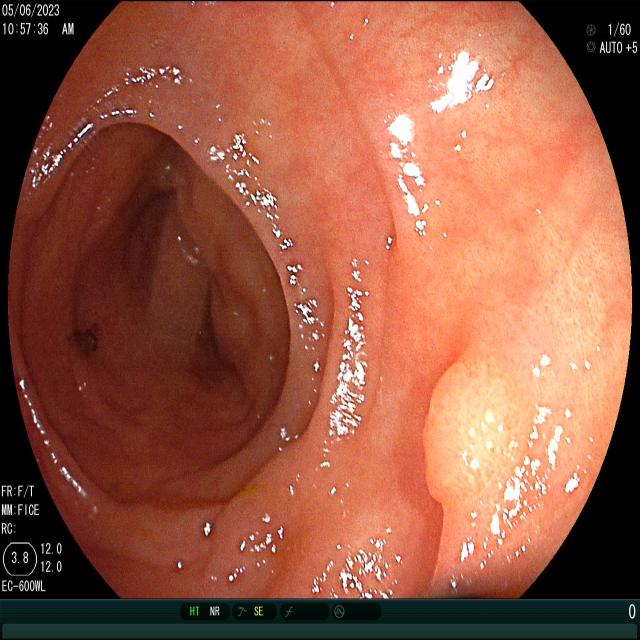 05/06/2023
10:57:36 AM
1/60
AUTO +5
FR:F/T
MM:FICE
RC:
3.8 12.0
12.0
EC-600WL
HT NR SE
0